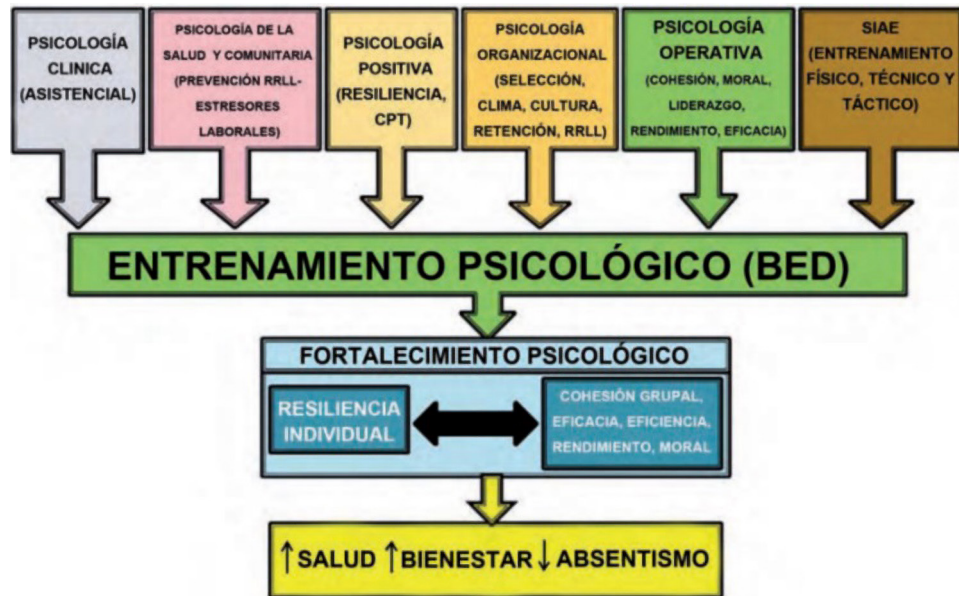 PSICOLOGÍA
CLINICA
(ASISTENCIAL)
PSICOLOGÍA DE LA
SALUD Y COMUNITARIA
(PREVENCIÓN RRLL-
ESTRESORES
LABORALES)
PSICOLOGÍA
POSITIVA
(RESILIENCIA,
CPT)
PSICOLOGÍA
ORGANIZACIONAL
(SELECCIÓN,
CLIMA, CULTURA,
RETENCIÓN, RRLL)
PSICOLOGÍA
OPERATIVA
(COHESIÓN, MORAL,
LIDERAZGO,
RENDIMIENTO, EFICACIA)
SIAE
(ENTRENAMIENTO
FÍSICO, TÉCNICO Y
TÁCTICO)
ENTRENAMIENTO PSICOLÓGICO (BED)
FORTALECIMIENTO PSICOLÓGICO
RESILIENCIA
INDIVIDUAL
COHESIÓN GRUPAL,
EFICACIA, EFICIENCIA,
RENDIMIENTO, MORAL
↑SALUD ↑BIENESTAR ↓ABSENTISMO